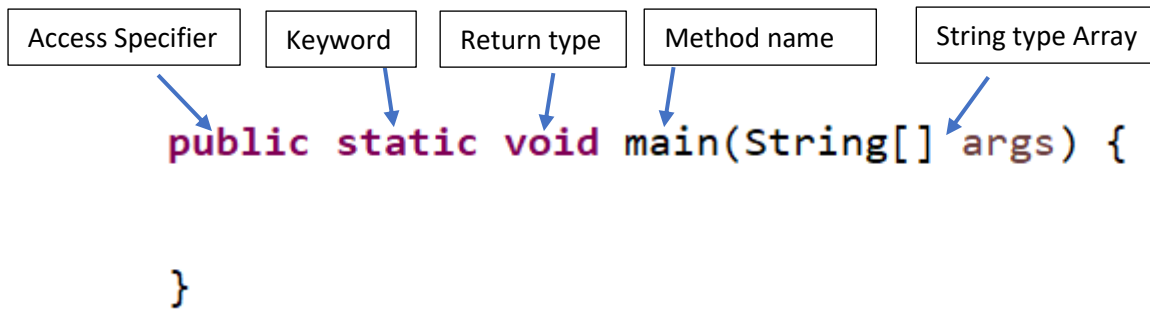 Access Specifier Keyword Return type Method name String type Array
public static void main(String[] args) {
}